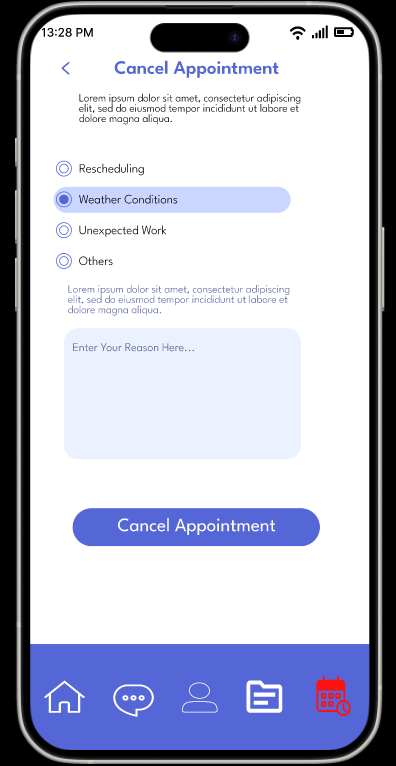 13:28 PM
Cancel Appointment
Lorem ipsum dolor sit amet, consectetur adipiscing
elit, sed do eiusmod tempor incididunt ut labore et
dolore magna aliqua.
Rescheduling
Weather Conditions
Unexpected Work
Others
Lorem ipsum dolor sit amet, consectetur adipiscing
elit, sed do eiusmod tempor incididunt ut labore et
dolore magna aliqua.
Enter Your Reason Here...
Cancel Appointment